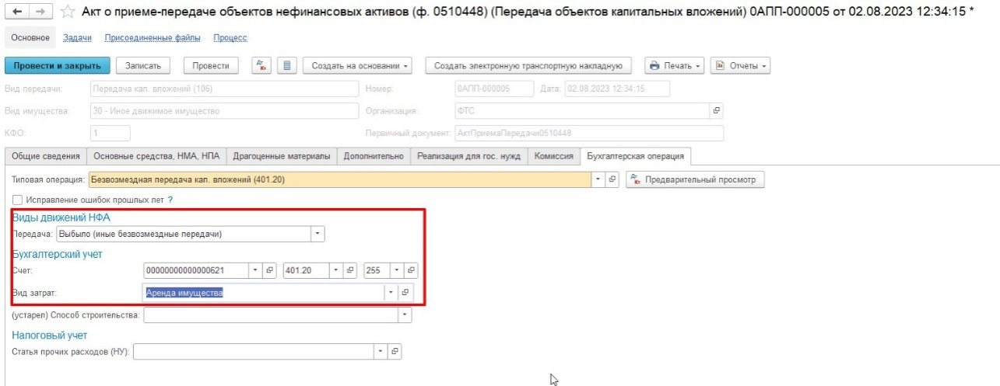 Акт о приеме-передаче объектов нефинансовых активов (ф. 0510448) (Передача объектов капитальных вложений) 0АПП-000005 от 02.08.2023 12:34:15 *
Основное Задачи Присоединенные файлы Процесс
Провести и закрыть Записать Провести Дт Кт Создать на основании Создать электронную транспортную накладную Печать Отчеты
Вид передачи: Передача кап. вложений (106) Номер: 0АПП-000005 Дата: 02.08.2023 12:34:15
Вид имущества: 30 - Иное движимое имущество Организация: ФТС
КФО: 1 Первичный документ: АктПриемаПередачи0510448
Общие сведения Основные средства, НМА, НПА Драгоценные материалы Дополнительно Реализация для гос. нужд Комиссия Бухгалтерская операция
Типовая операция: Безвозмездная передача кап. вложений (401.20) Дт Кт Предварительный просмотр
Исправление ошибок прошлых лет ?
Виды движений НФА
Передача: Выбыло (иные безвозмездные передачи)
Бухгалтерский учет
Счет: 00000000000000621 401.20 255
Вид затрат: Аренда имущества
(устарел) Способ строительства:
Налоговый учет
Статья прочих расходов (НУ):